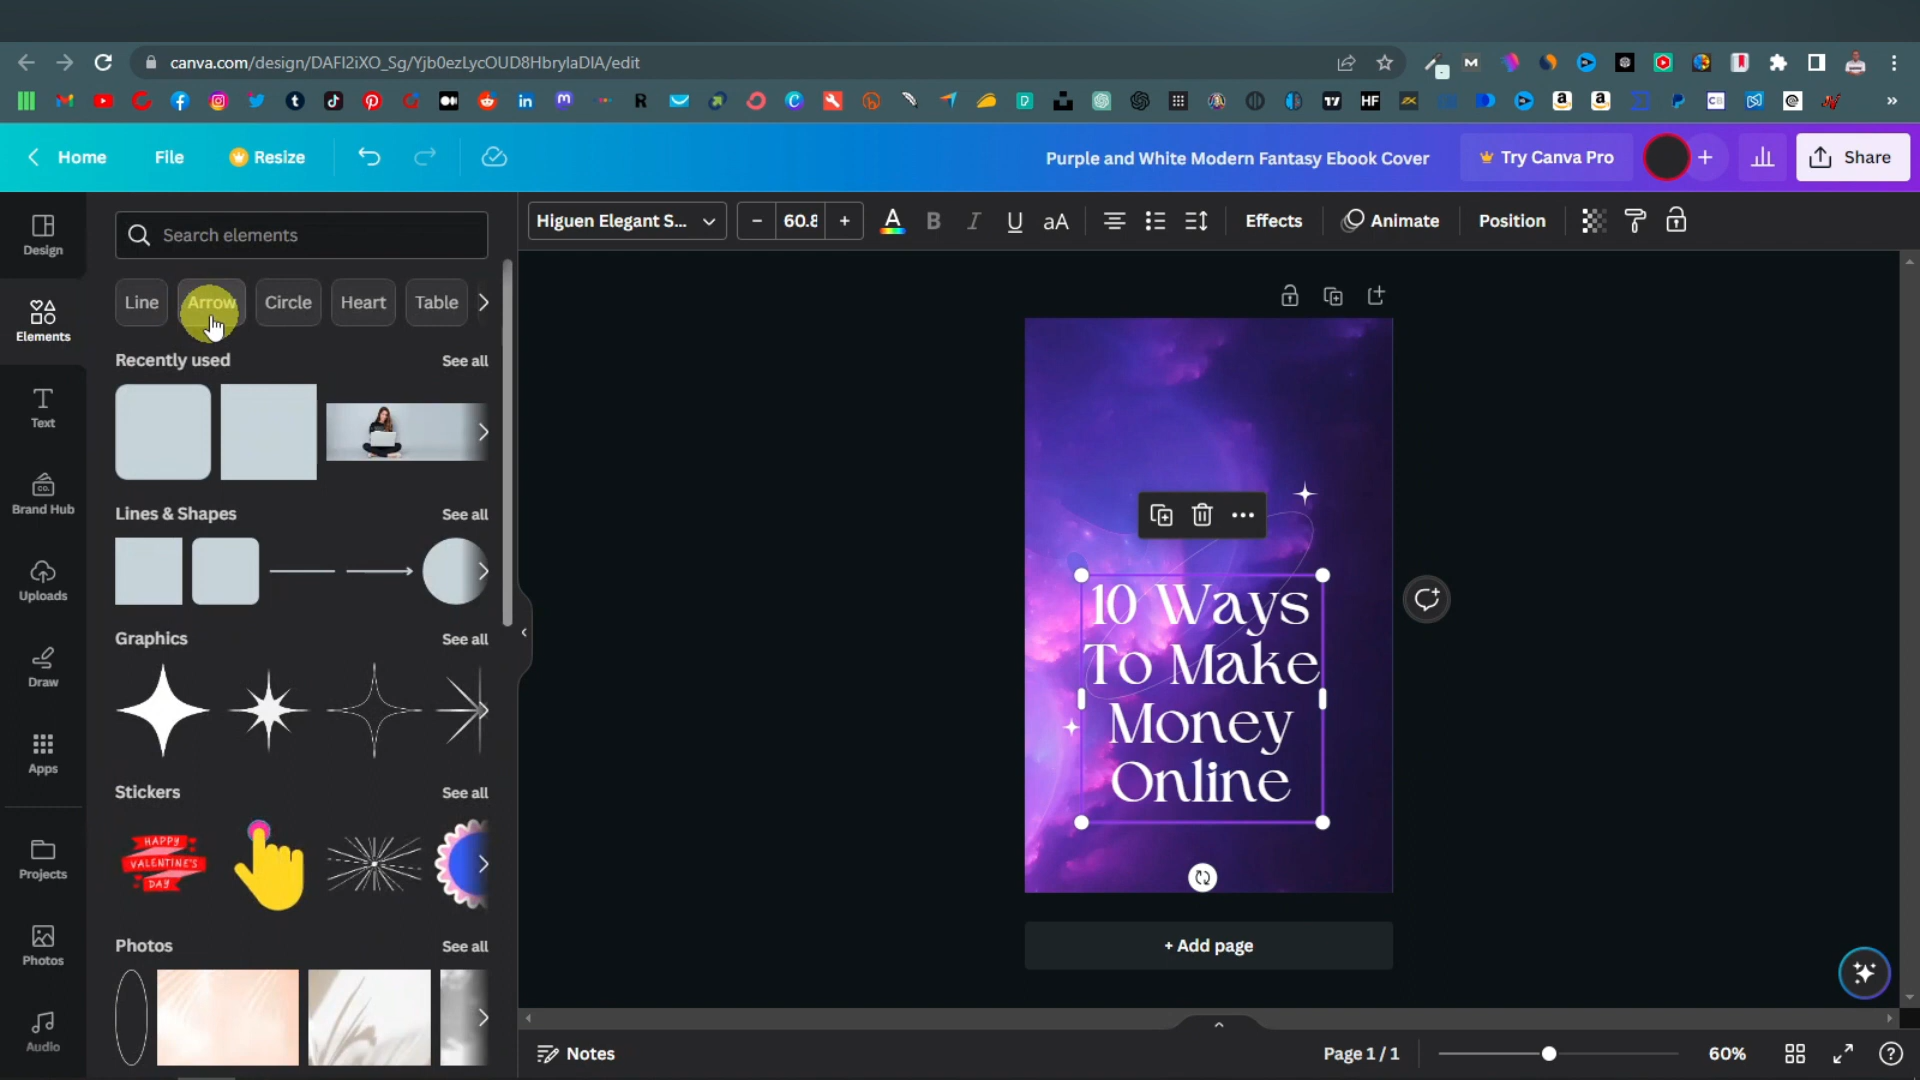 canva.com/design/DAFI2iXO_Sg/Yjb0ezLycOUD8HbrylaDIA/edit
Home
File
Resize
Purple and White Modern Fantasy Ebook Cover
Try Canva Pro
Share
Design
Elements
Text
Brand Hub
Uploads
Draw
Apps
Projects
Photos
Audio
Search elements
Line
Arrow
Circle
Heart
Table
Recently used
See all
Lines & Shapes
See all
Graphics
See all
Stickers
See all
HAPPY
VALENTINE'S
DAY
Photos
See all
Higuen Elegant S...
- 60.8 +
A B I U aA
Effects
Animate
Position
10 Ways
To Make
Money
Online
+ Add page
Notes
Page 1 / 1
60%